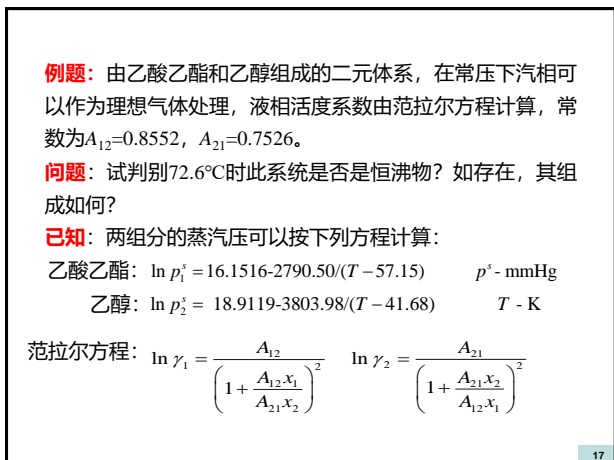 例题：由乙酸乙酯和乙醇组成的二元体系，在常压下汽相可
以作为理想气体处理，液相活度系数由范拉尔方程计算，常
数为A₁₂=0.8552，A₂₁=0.7526。
问题：试判别72.6°C时此系统是否是恒沸物？如存在，其组
成如何？
已知：两组分的蒸汽压可以按下列方程计算：
乙酸乙酯：ln p₁ˢ =16.1516-2790.50/(T−57.15) pˢ - mmHg
乙醇：ln p₂ˢ = 18.9119-3803.98/(T−41.68) T - K
范拉尔方程：ln γ₁ = A₁₂ / (1 + A₁₂x₁ / A₂₁x₂)² ln γ₂ = A₂₁ / (1 + A₂₁x₂ / A₁₂x₁)²
17